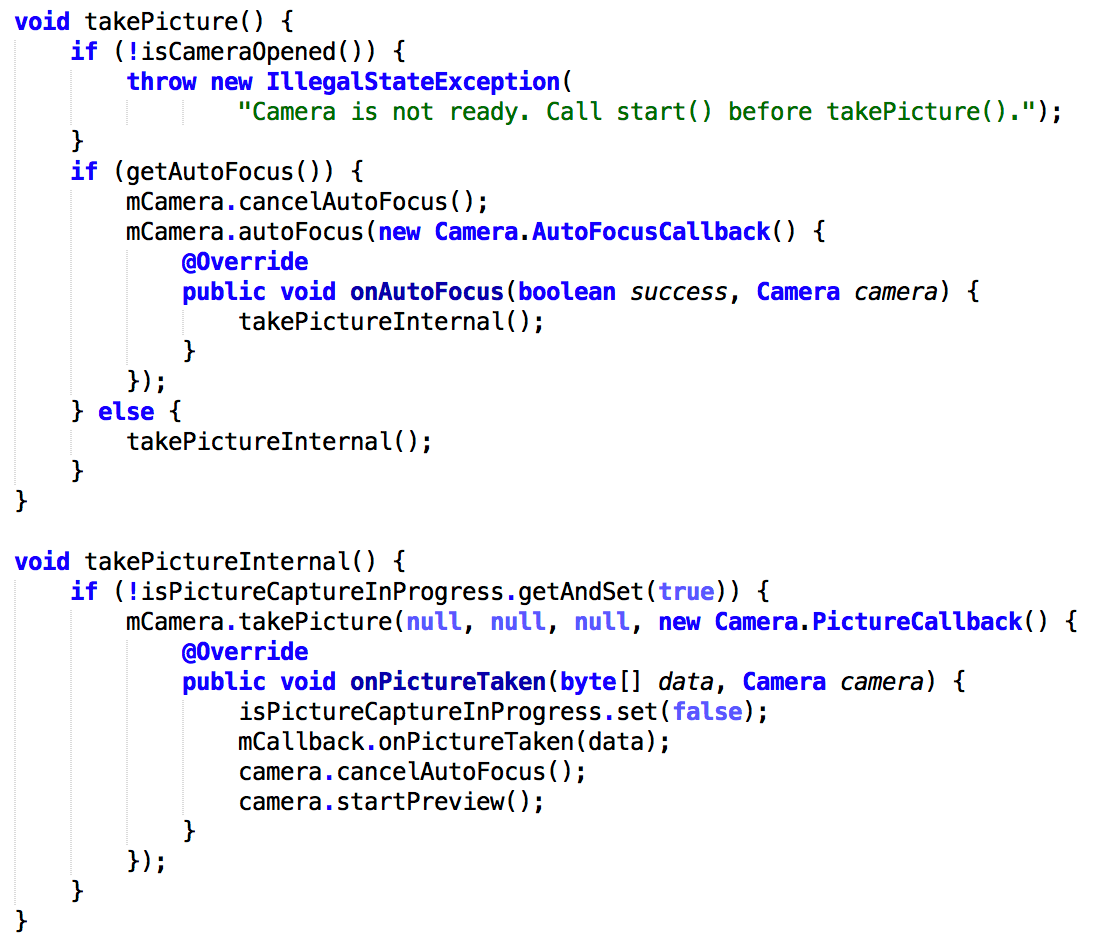 void takePicture() {
    if (!isCameraOpened()) {
        throw new IllegalStateException(
                "Camera is not ready. Call start() before takePicture().");
    }
    if (getAutoFocus()) {
        mCamera.cancelAutoFocus();
        mCamera.autoFocus(new Camera.AutoFocusCallback() {
            @Override
            public void onAutoFocus(boolean success, Camera camera) {
                takePictureInternal();
            }
        });
    } else {
        takePictureInternal();
    }
}

void takePictureInternal() {
    if (!isPictureCaptureInProgress.getAndSet(true)) {
        mCamera.takePicture(null, null, null, new Camera.PictureCallback() {
            @Override
            public void onPictureTaken(byte[] data, Camera camera) {
                isPictureCaptureInProgress.set(false);
                mCallback.onPictureTaken(data);
                camera.cancelAutoFocus();
                camera.startPreview();
            }
        });
    }
}